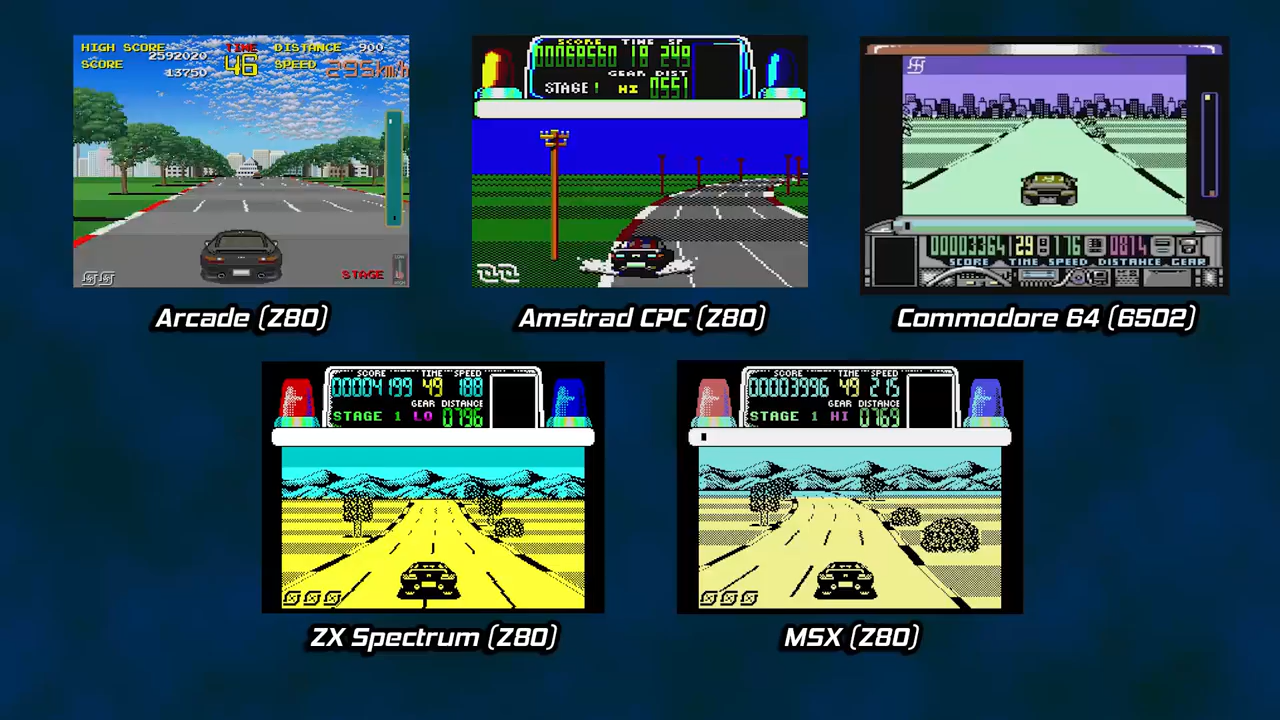 HIGH SCORE TIME DISTANCE 900
2592020
SCORE 46 SPEED 295km/h
13750
LOW
HIGH
STAGE
SCORE TIME SP
00068560 18 249
GEAR DIST
STAGE 1 HI 0551
00003364 29 176 0814
SCORE TIME SPEED DISTANCE GEAR
Arcade (Z80)
Amstrad CPC (Z80)
Commodore 64 (6502)
SCORE TIME SPEED
00004199 49 188
GEAR DISTANCE
STAGE 1 LO 0796
SCORE TIME SPEED
00003996 49 215
GEAR DISTANCE
STAGE 1 HI 0769
ZX Spectrum (Z80)
MSX (Z80)